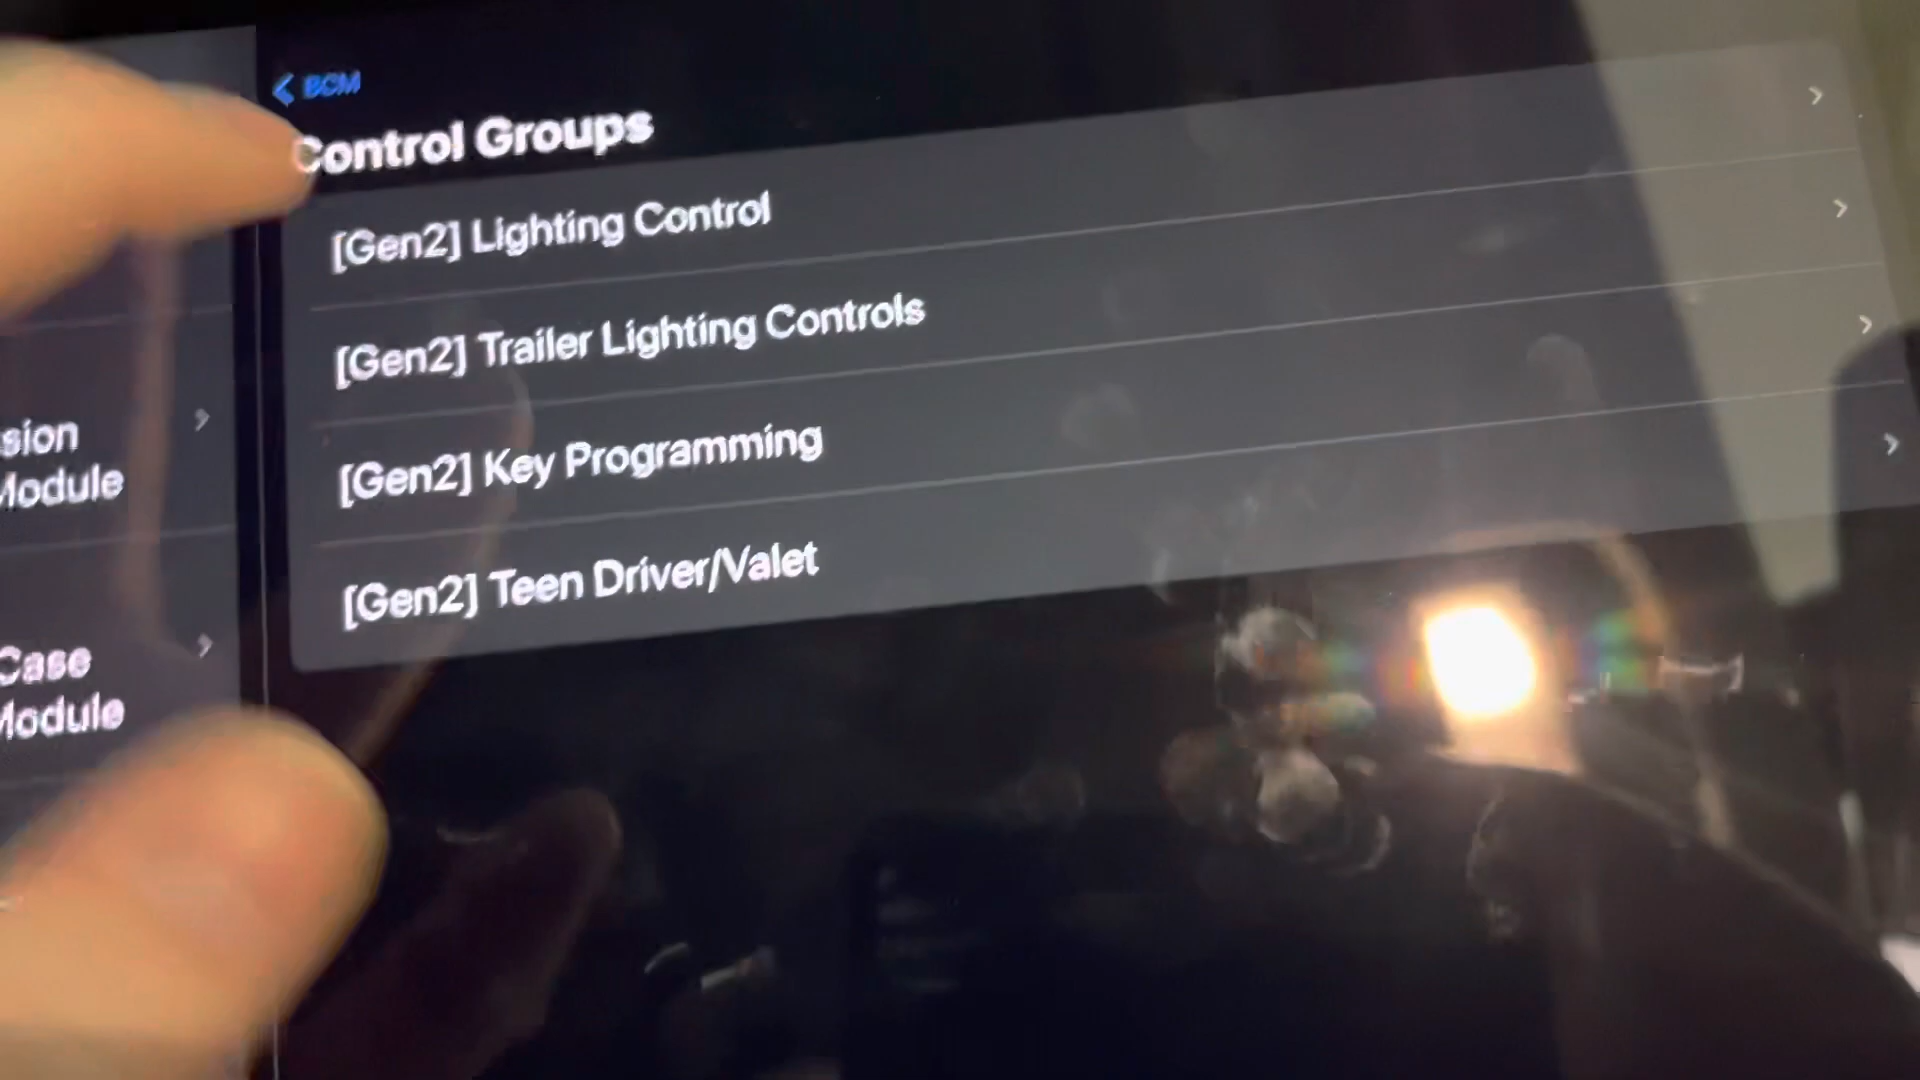 BCM
Control Groups
[Gen2] Lighting Control
[Gen2] Trailer Lighting Controls
[Gen2] Key Programming
[Gen2] Teen Driver/Valet
sion
Module
Case
Module